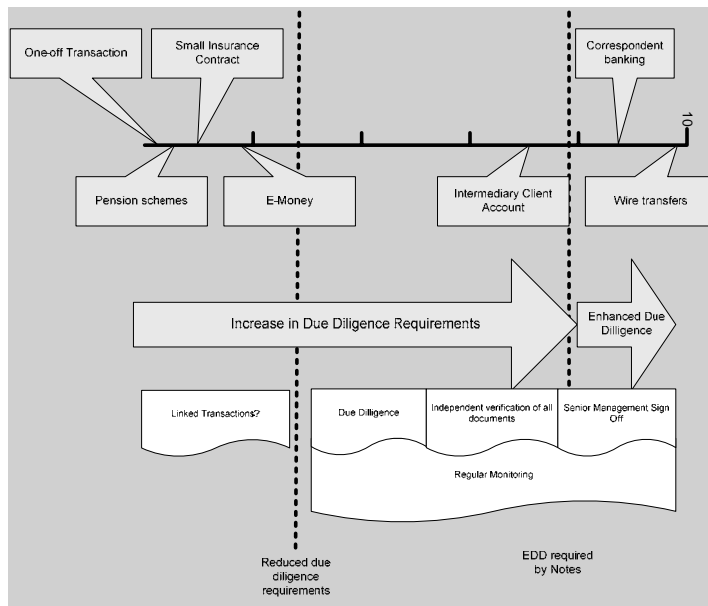 One-off Transaction
Small Insurance
Contract
Correspondent
banking
10
Pension schemes
E-Money
Intermediary Client
Account
Wire transfers
Increase in Due Diligence Requirements
Enhanced Due
Dilligence
Linked Transactions?
Due Dilligence
Independent verification of all
documents
Senior Management Sign
Off
Regular Monitoring
Reduced due
diligence
requirements
EDD required
by Notes